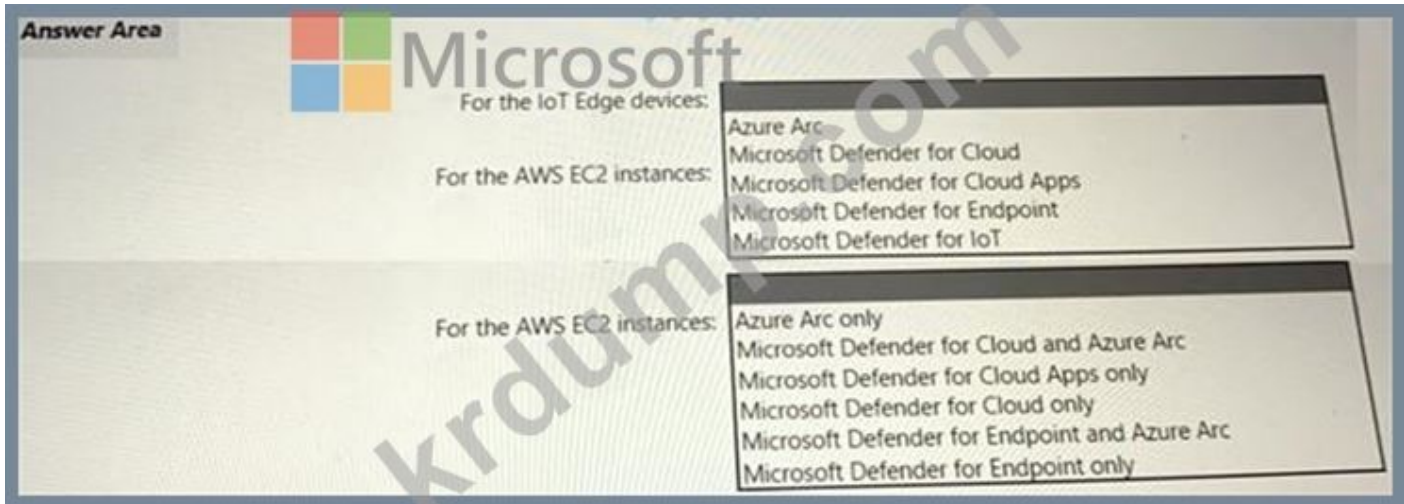 Answer Area
Microsoft
For the IoT Edge devices:
Azure Arc
Microsoft Defender for Cloud
For the AWS EC2 instances:
Microsoft Defender for Cloud Apps
Microsoft Defender for Endpoint
Microsoft Defender for IoT
For the AWS EC2 instances:
Azure Arc only
Microsoft Defender for Cloud and Azure Arc
Microsoft Defender for Cloud Apps only
Microsoft Defender for Cloud only
Microsoft Defender for Endpoint and Azure Arc
Microsoft Defender for Endpoint only
krdump.com